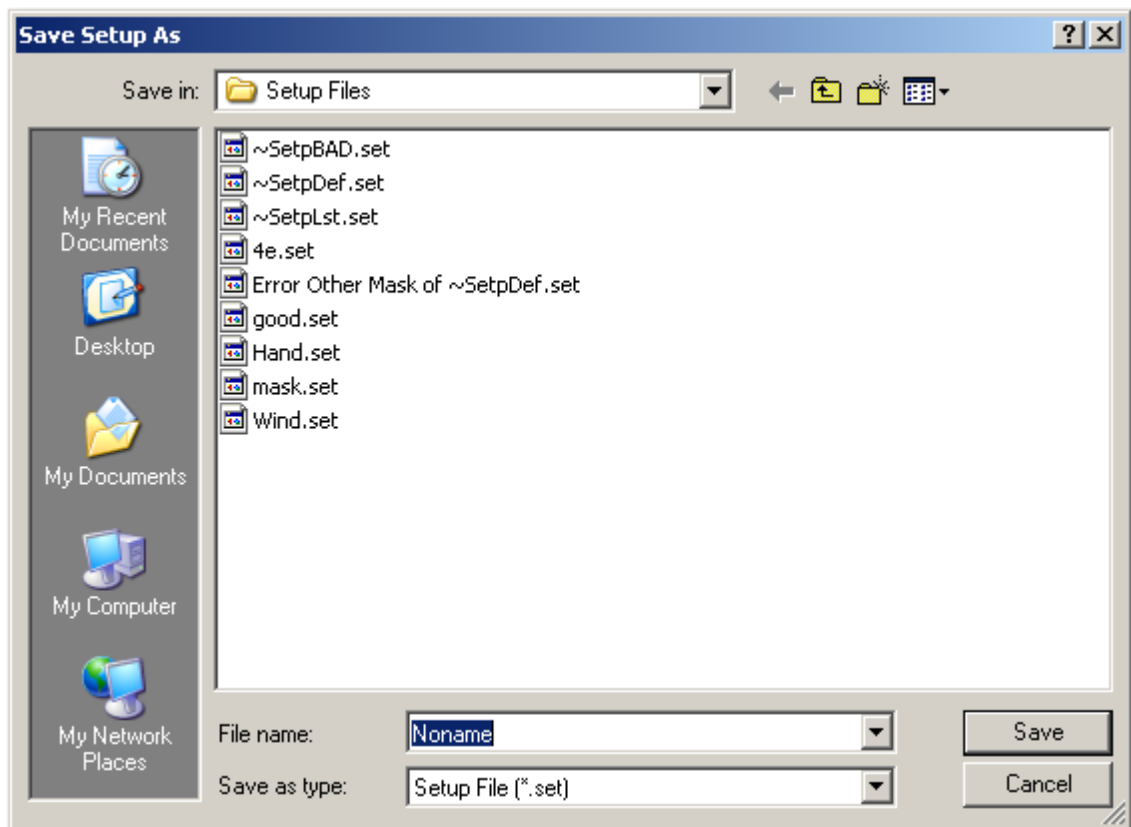 Save Setup As
Save in: Setup Files
My Recent
Documents
Desktop
My Documents
My Computer
My Network
Places
~SetpBAD.set
~SetpDef.set
~SetpLst.set
4e.set
Error Other Mask of ~SetpDef.set
good.set
Hand.set
mask.set
Wind.set
File name: Noname Save
Save as type: Setup File (*.set) Cancel